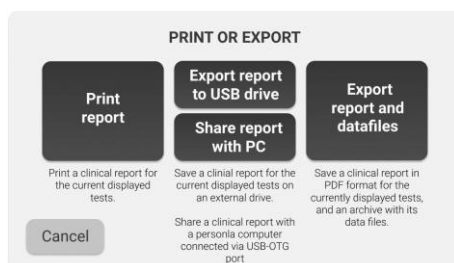 PRINT OR EXPORT
Print
report
Print a clinical report for
the current displayed
tests.
Export report
to USB drive
Share report
with PC
Save a clinial report for the
current displayed tests on
an external drive.
Share a clinical report with
a personla computer
connected via USB-OTG
port
Export
report and
datafiles
Save a clinical report in
PDF format for the
currently displayed tests,
and an archive with its
data files.
Cancel